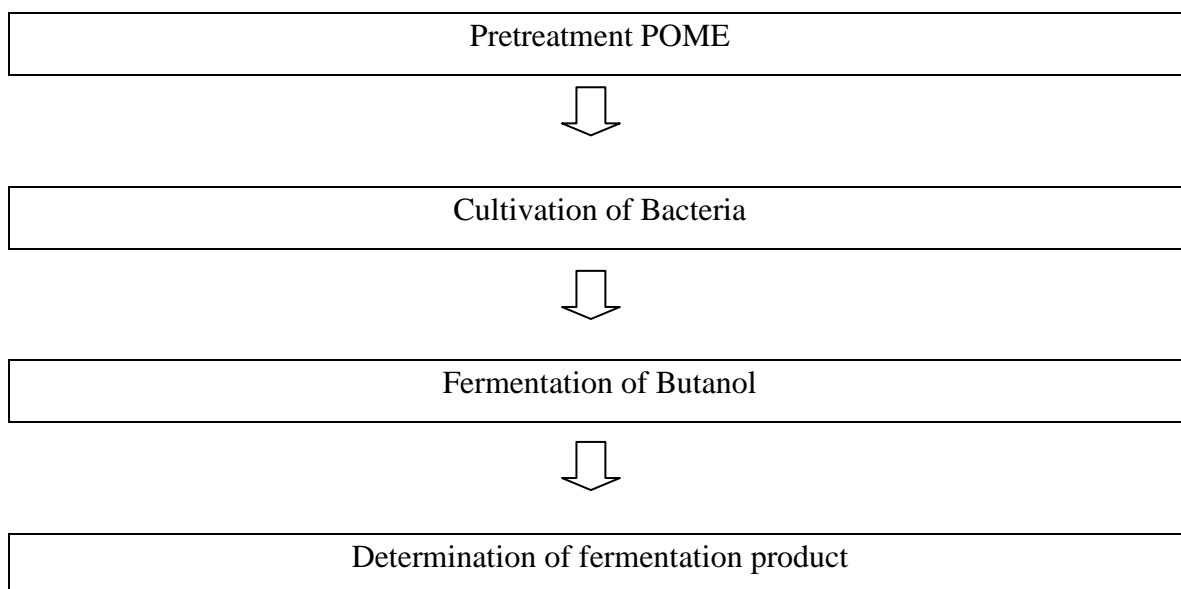 Pretreatment POME
Cultivation of Bacteria
Fermentation of Butanol
Determination of fermentation product